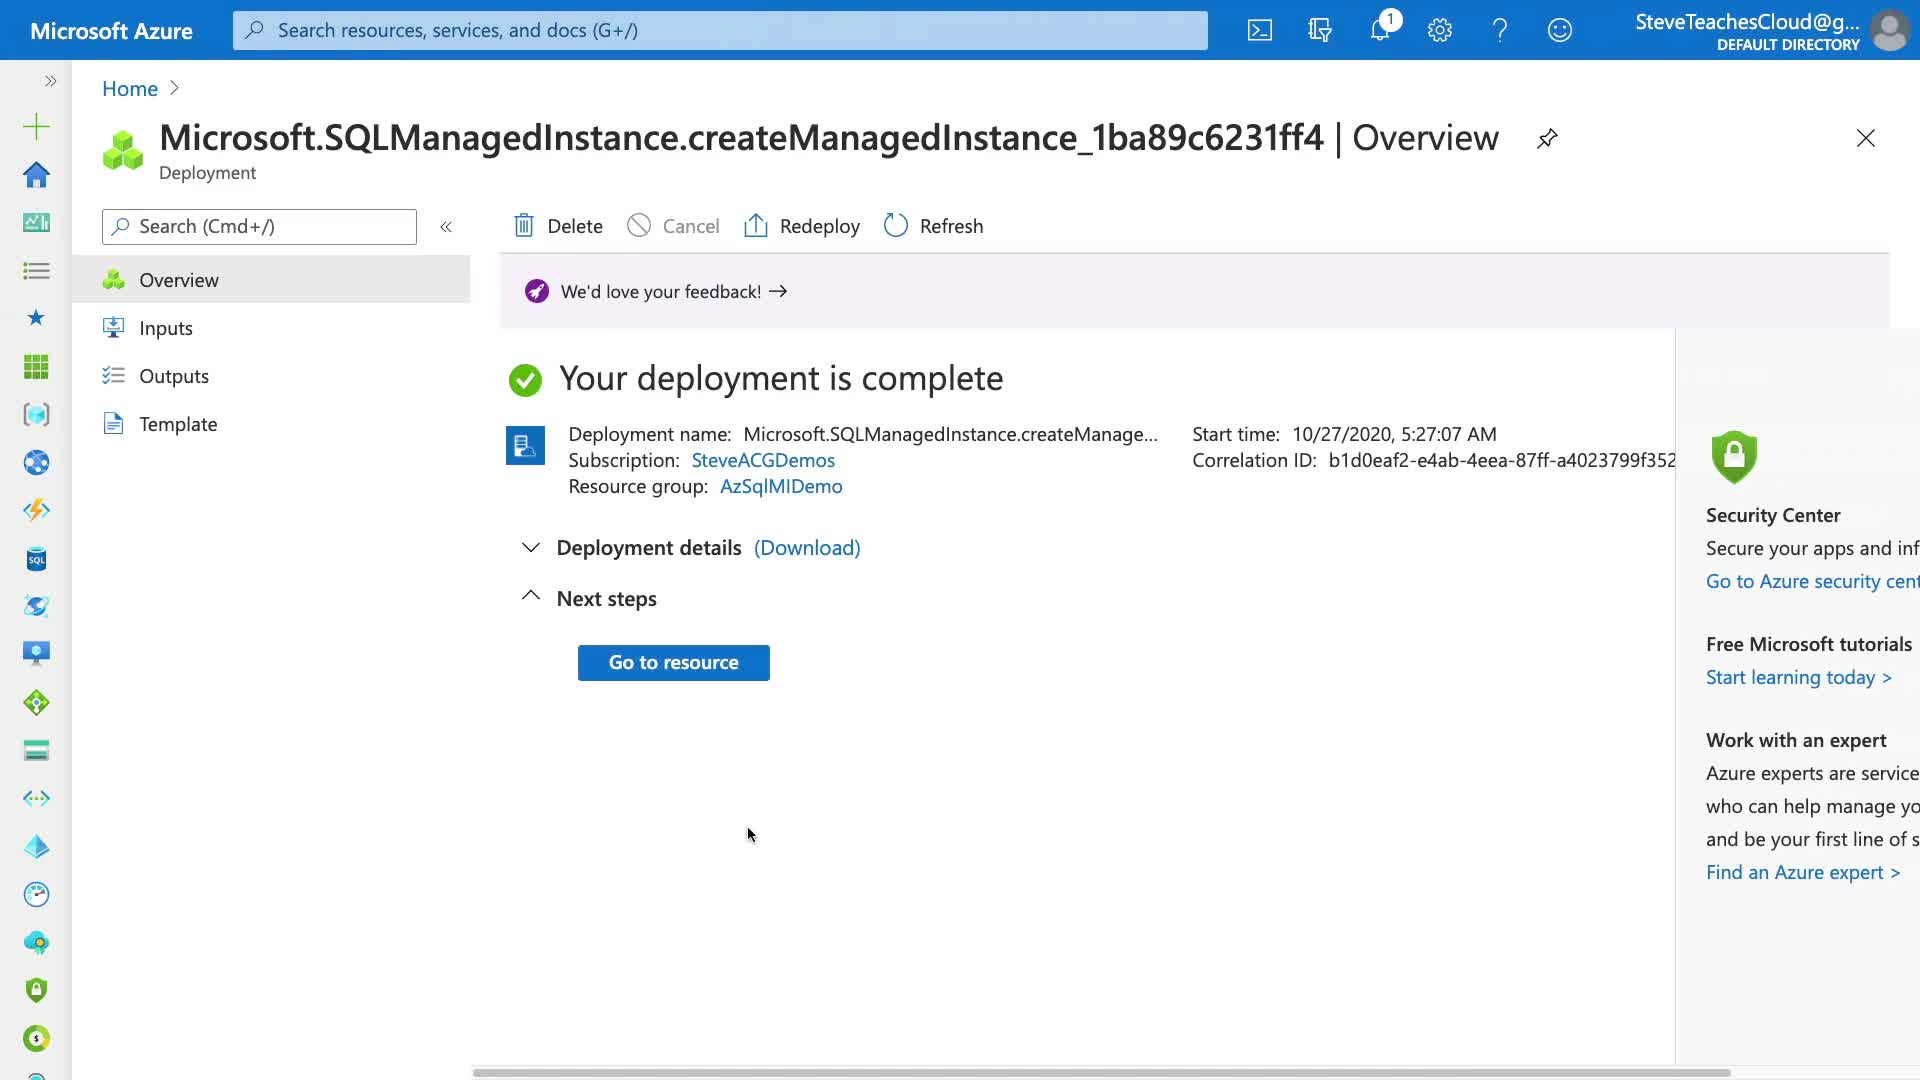 Microsoft Azure
Search resources, services, and docs (G+/)
1
SteveTeachesCloud@g...
DEFAULT DIRECTORY
Home
Microsoft.SQLManagedInstance.createManagedInstance_1ba89c6231ff4 | Overview
Deployment
Search (Cmd+/)
Delete
Cancel
Redeploy
Refresh
Overview
Inputs
Outputs
Template
We'd love your feedback! →
Your deployment is complete
Deployment name: Microsoft.SQLManagedInstance.createManage...
Subscription: SteveACGDemos
Resource group: AzSqlMIDemo
Start time: 10/27/2020, 5:27:07 AM
Correlation ID: b1d0eaf2-e4ab-4eea-87ff-a4023799f352
Deployment details (Download)
Next steps
Go to resource
Security Center
Secure your apps and inf
Go to Azure security cent
Free Microsoft tutorials
Start learning today >
Work with an expert
Azure experts are service
who can help manage yo
and be your first line of s
Find an Azure expert >
SQL